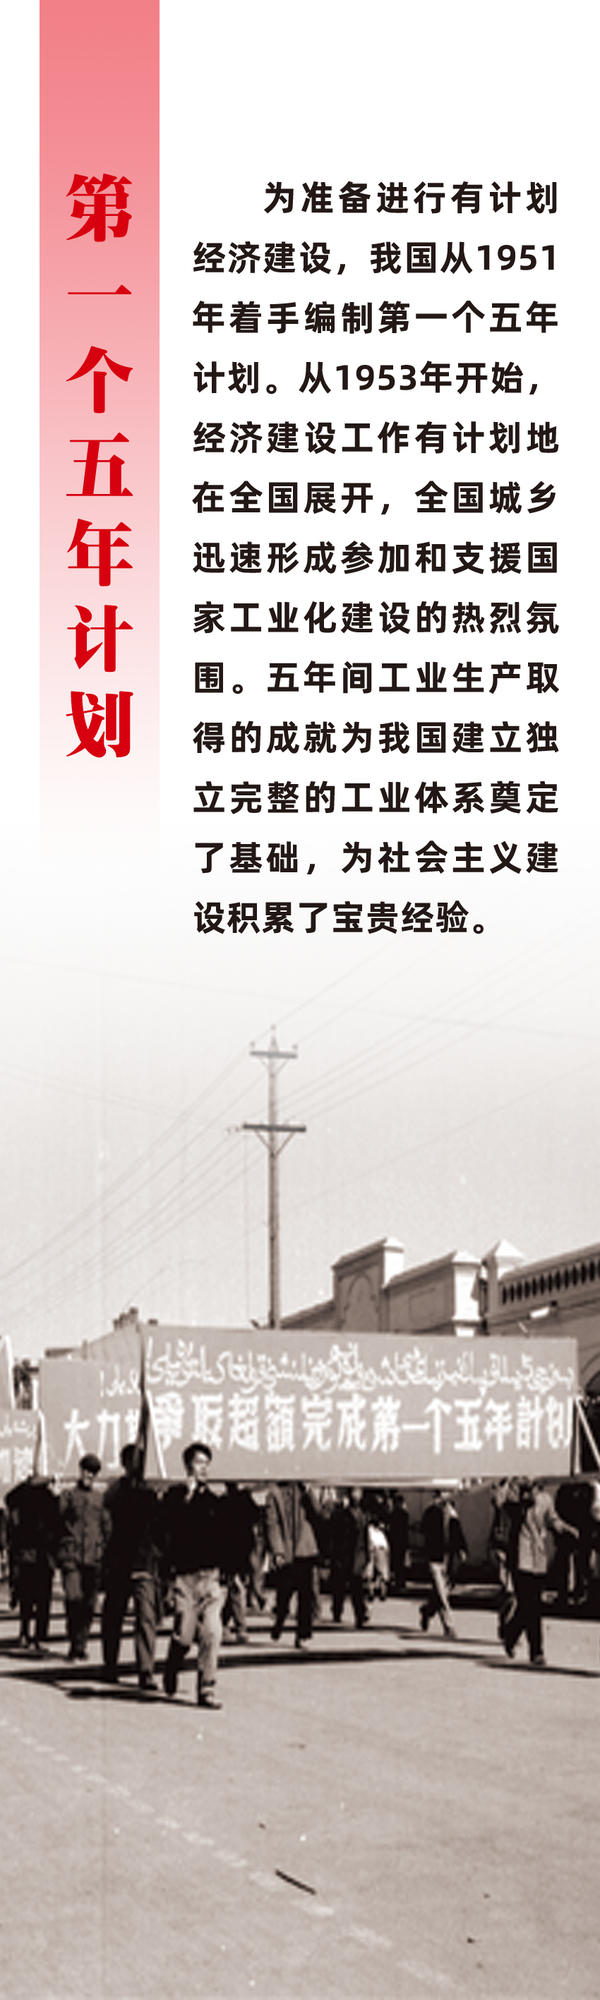 第一个五年计划
为准备进行有计划
经济建设，我国从1951
年着手编制第一个五年
计划。从1953年开始，
经济建设工作有计划地
在全国展开，全国城乡
迅速形成参加和支援国
家工业化建设的热烈氛
围。五年间工业生产取
得的成就为我国建立独
立完整的工业体系奠定
了基础，为社会主义建
设积累了宝贵经验。
大力
爭取超額完成第一个五年計划